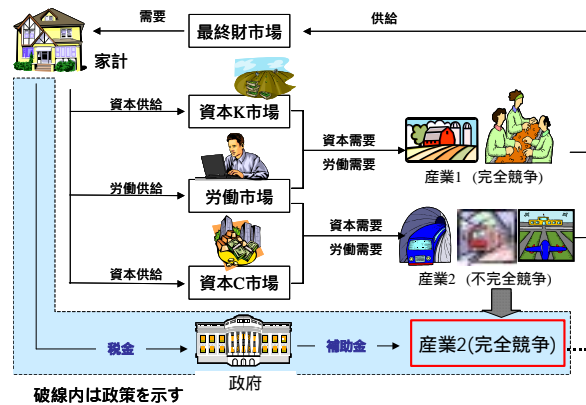 需要
最終財市場
供給
家計
資本供給
資本K市場
資本需要
労働需要
産業1 (完全競争)
労働供給
労働市場
資本需要
労働需要
産業2 (不完全競争)
資本供給
資本C市場
税金
補助金
産業2(完全競争)
政府
破線内は政策を示す